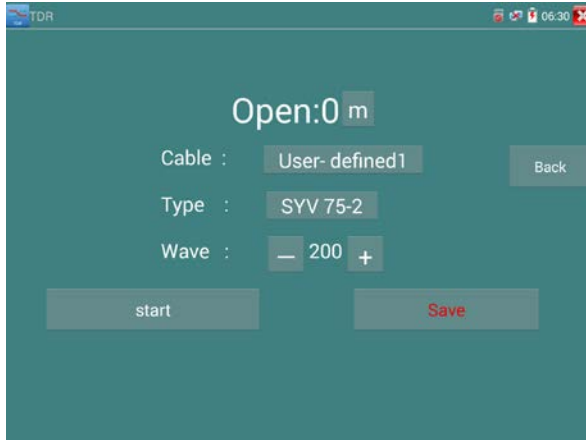 TDR 06:30
Open:0 m
Cable : User- defined1
Back
Type : SYV 75-2
Wave : — 200 +
start Save